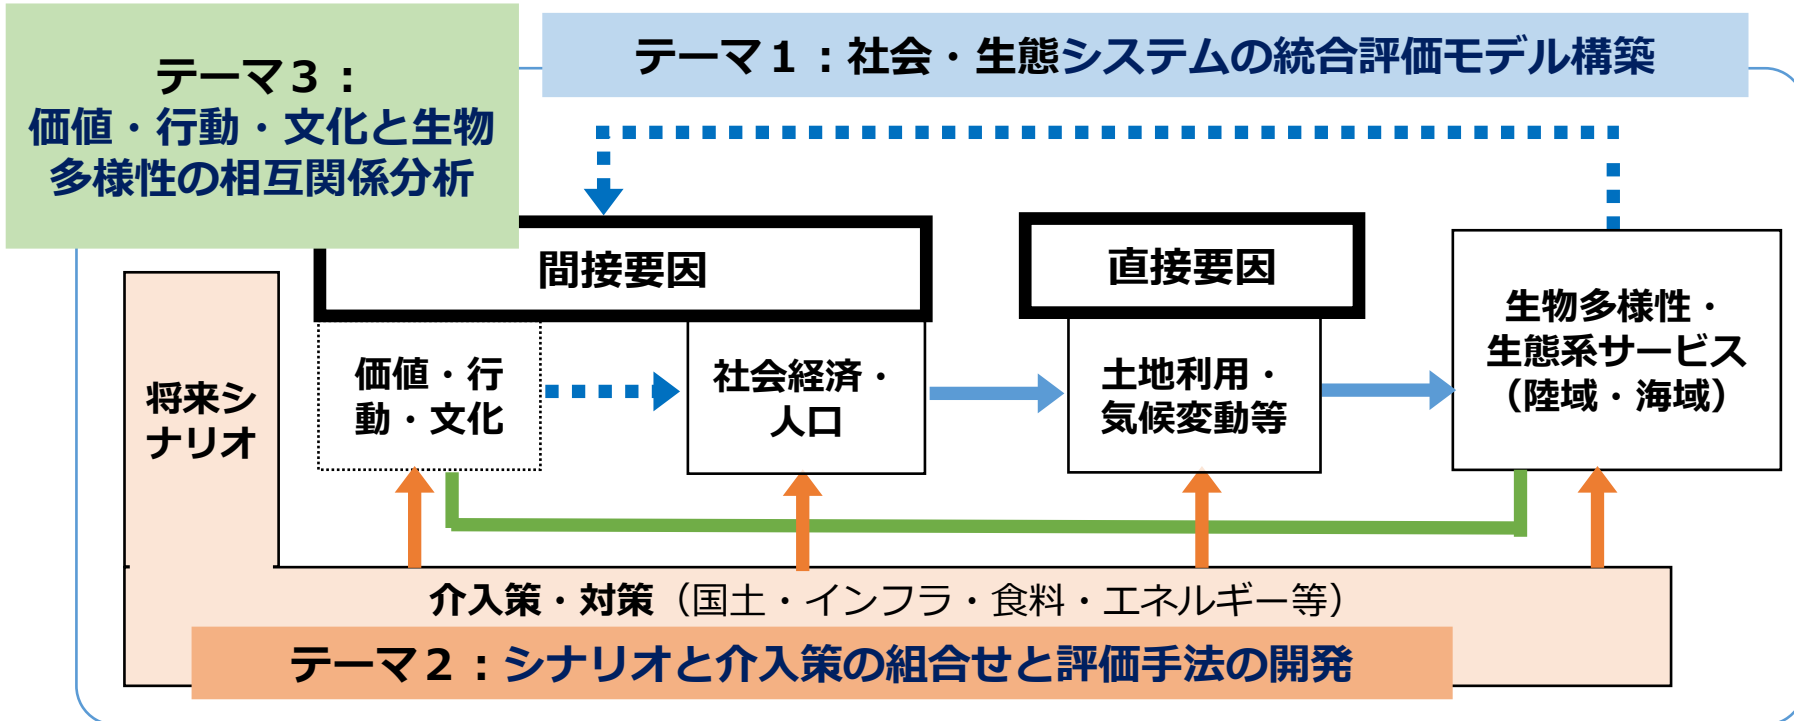 テーマ３：
価値・行動・文化と生物
多様性の相互関係分析
テーマ１：社会・生態システムの統合評価モデル構築
間接要因
直接要因
将来シ
ナリオ
価値・行
動・文化
社会経済・
人口
土地利用・
気候変動等
生物多様性・
生態系サービス
（陸域・海域）
介入策・対策（国土・インフラ・食料・エネルギー等）
テーマ２：シナリオと介入策の組合せと評価手法の開発